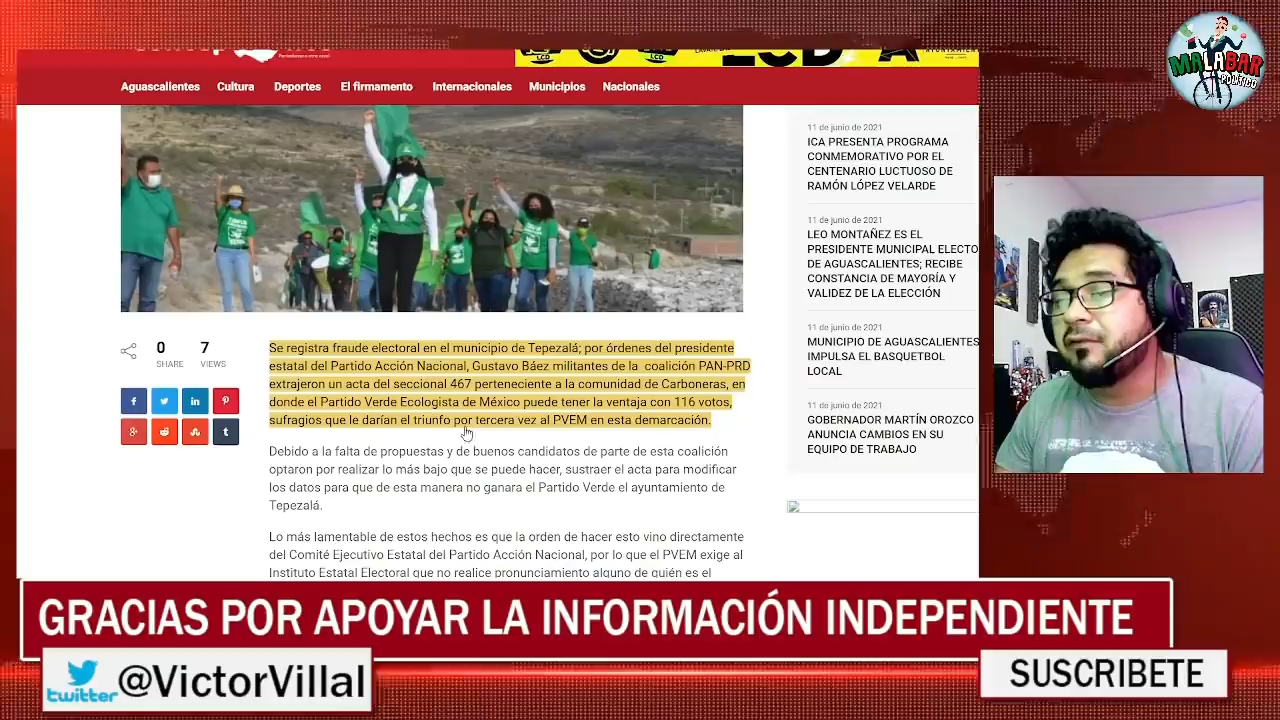 LCD
LCD
LCD
MALABAR
POLÍTICO
Aguascalientes Cultura Deportes El firmamento Internacionales Municipios Nacionales
0
SHARE
7
VIEWS
Se registra fraude electoral en el municipio de Tepezalá; por órdenes del presidente
estatal del Partido Acción Nacional, Gustavo Báez militantes de la coalición PAN-PRD
extrajeron un acta del seccional 467 perteneciente a la comunidad de Carboneras, en
donde el Partido Verde Ecologista de México puede tener la ventaja con 116 votos,
sufragios que le darían el triunfo por tercera vez al PVEM en esta demarcación.
Debido a la falta de propuestas y de buenos candidatos de parte de esta coalición
optaron por realizar lo más bajo que se puede hacer, sustraer el acta para modificar
los datos para que de esta manera no ganara el Partido Verde el ayuntamiento de
Tepezalá.
Lo más lamentable de estos hechos es que la orden de hacer esto vino directamente
del Comité Ejecutivo Estatal del Partido Acción Nacional, por lo que el PVEM exige al
Instituto Estatal Electoral que no realice pronunciamiento alguno de quién es el
11 de junio de 2021
ICA PRESENTA PROGRAMA
CONMEMORATIVO POR EL
CENTENARIO LUCTUOSO DE
RAMÓN LÓPEZ VELARDE
11 de junio de 2021
LEO MONTAÑEZ ES EL
PRESIDENTE MUNICIPAL ELECTO
DE AGUASCALIENTES; RECIBE
CONSTANCIA DE MAYORÍA Y
VALIDEZ DE LA ELECCIÓN
11 de junio de 2021
MUNICIPIO DE AGUASCALIENTES
IMPULSA EL BASQUETBOL
LOCAL
11 de junio de 2021
GOBERNADOR MARTÍN OROZCO
ANUNCIA CAMBIOS EN SU
EQUIPO DE TRABAJO
GRACIAS POR APOYAR LA INFORMACIÓN INDEPENDIENTE
twitter @VictorVillal
SUSCRIBETE